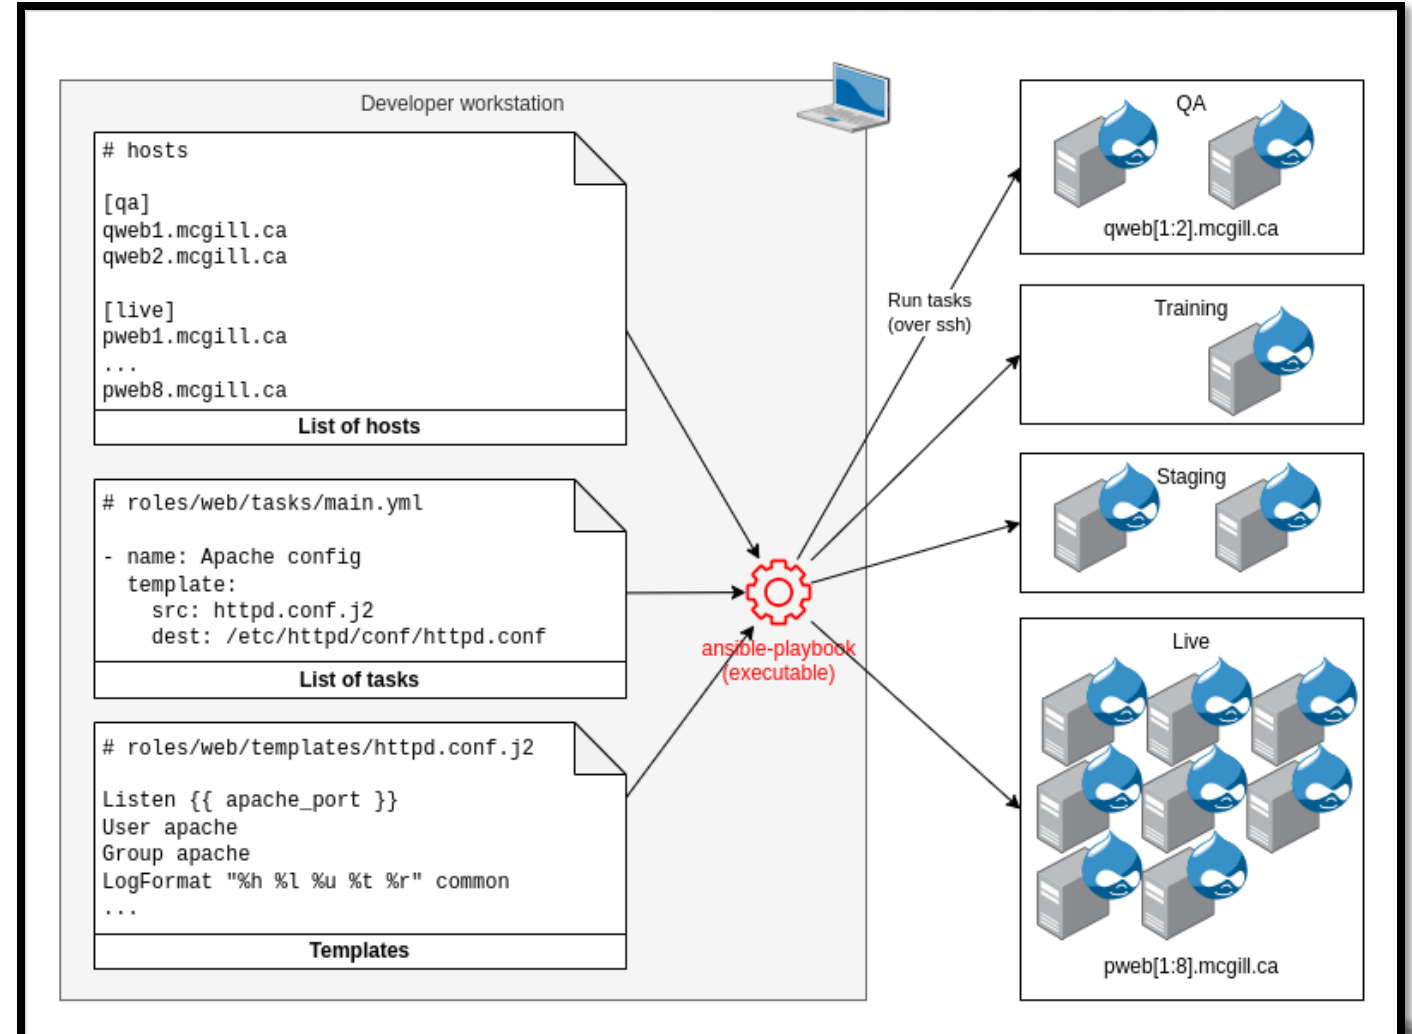 Developer workstation
# hosts
[qa]
qweb1.mcgill.ca
qweb2.mcgill.ca
[live]
pweb1.mcgill.ca
...
pweb8.mcgill.ca
List of hosts
# roles/web/tasks/main.yml
- name: Apache config
template:
src: httpd.conf.j2
dest: /etc/httpd/conf/httpd.conf
List of tasks
# roles/web/templates/httpd.conf.j2
Listen {{ apache_port }}
User apache
Group apache
LogFormat "%h %l %u %t %r" common
...
Templates
ansible-playbook
(executable)
Run tasks
(over ssh)
QA
qweb[1:2].mcgill.ca
Training
Staging
Live
pweb[1:8].mcgill.ca